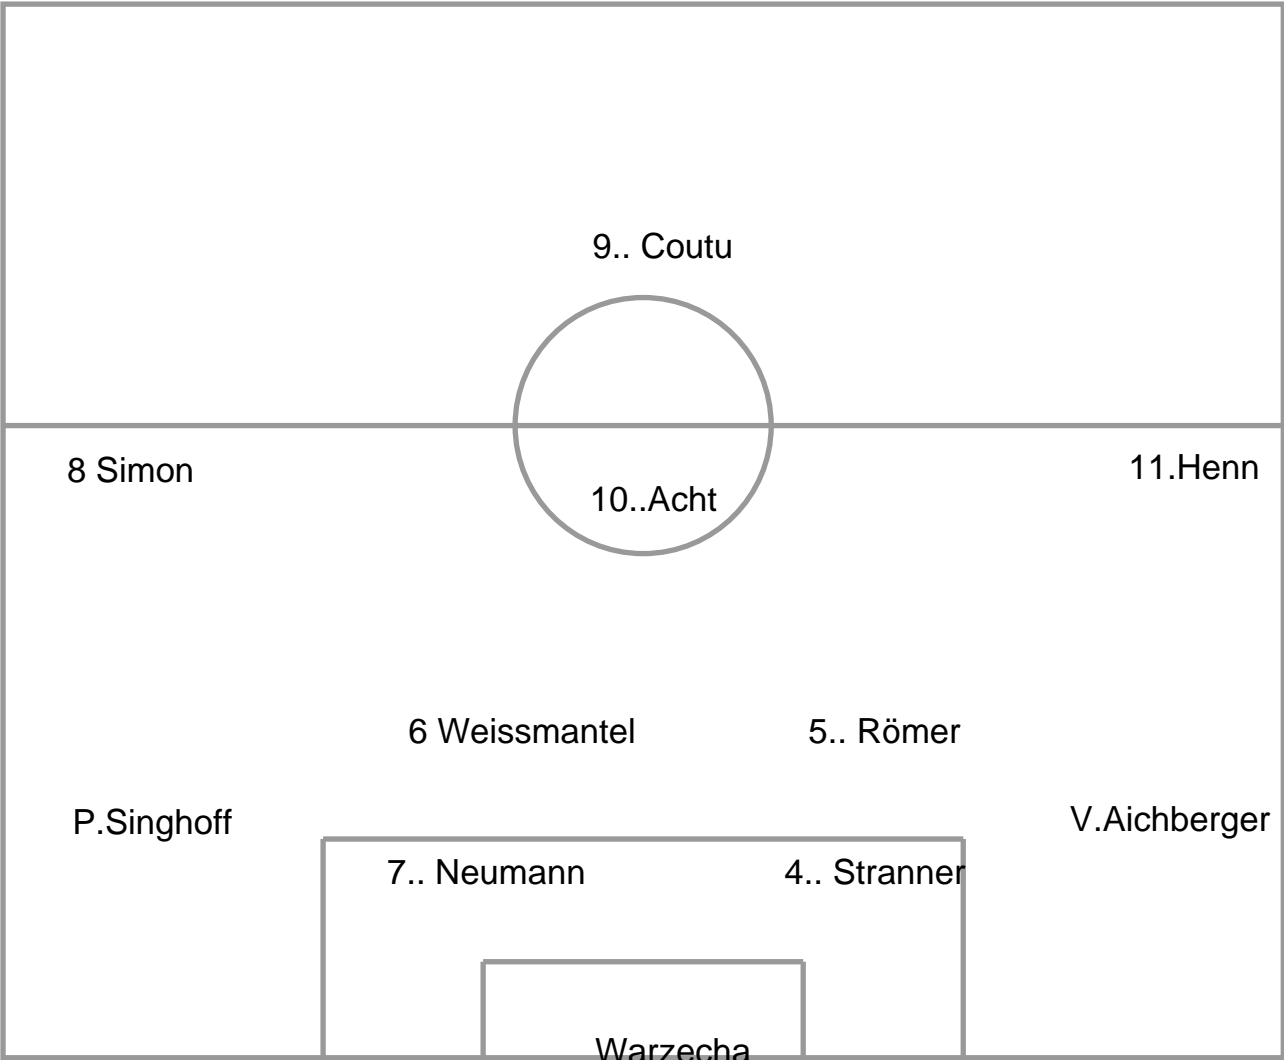 9.. Coutu
8 Simon
11.Henn
10..Acht
6 Weissmantel
5.. Römer
P.Singhoff
V.Aichberger
7.. Neumann
4.. Stranner
Warzecha